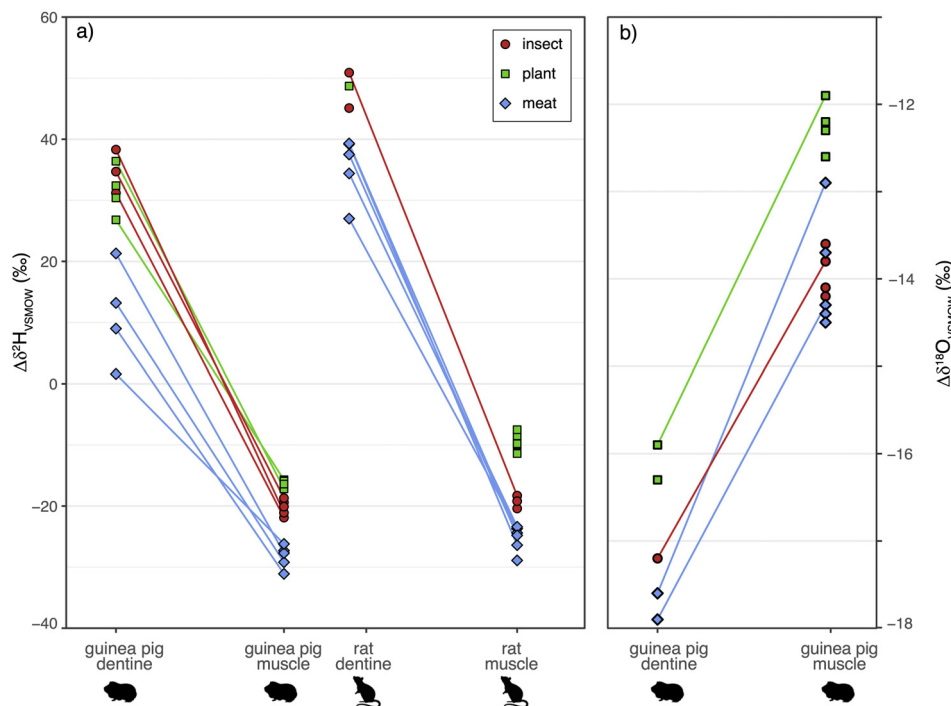 a)
insect
plant
meat
60
40
20
0
−20
−40
Δδ²H_VSMOW (‰)
guinea pig
dentine
guinea pig
muscle
rat
dentine
rat
muscle
b)
−12
−14
−16
−18
Δδ¹⁸O_VSMOW (‰)
guinea pig
dentine
guinea pig
muscle